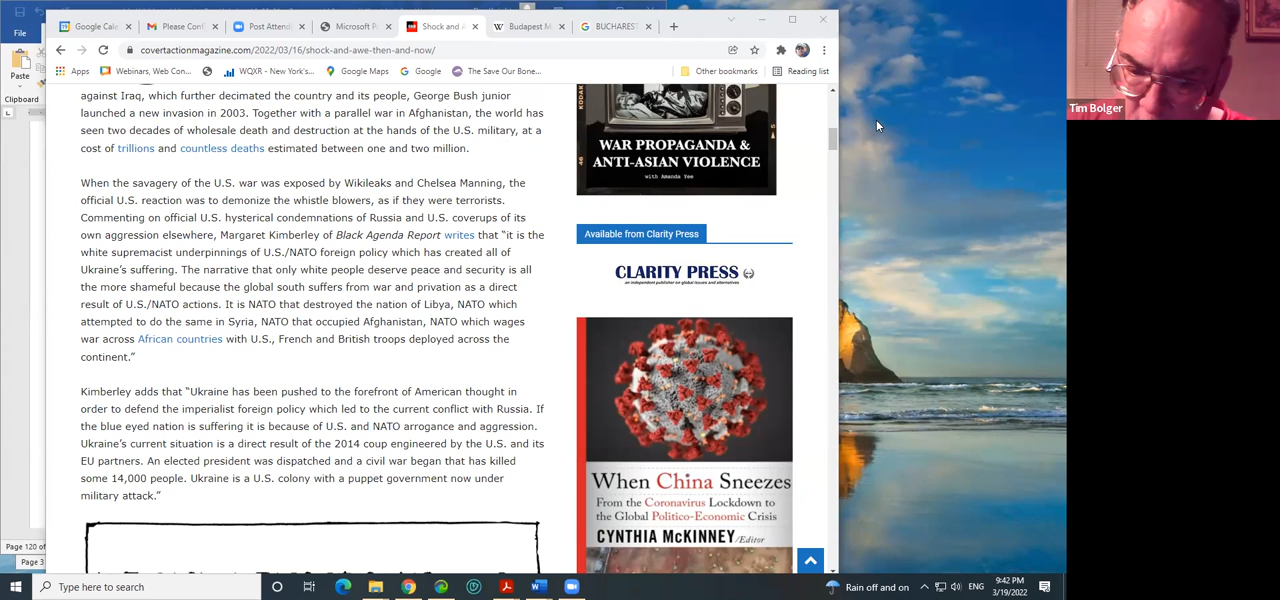 File
Paste
Clipboard
Page 120 of
Page 3
Google Cale
Please Conf
Post Attend
Microsoft P
Shock and A
Budapest M
BUCHAREST
covertactionmagazine.com/2022/03/16/shock-and-awe-then-and-now/
Apps
Webinars, Web Con...
WQXR - New York's...
Google Maps
Google
The Save Our Bone...
Other bookmarks
Reading list
against Iraq, which further decimated the country and its people, George Bush junior
launched a new invasion in 2003. Together with a parallel war in Afghanistan, the world has
seen two decades of wholesale death and destruction at the hands of the U.S. military, at a
cost of trillions and countless deaths estimated between one and two million.
When the savagery of the U.S. war was exposed by Wikileaks and Chelsea Manning, the
official U.S. reaction was to demonize the whistle blowers, as if they were terrorists.
Commenting on official U.S. hysterical condemnations of Russia and U.S. coverups of its
own aggression elsewhere, Margaret Kimberley of Black Agenda Report writes that “it is the
white supremacist underpinnings of U.S./NATO foreign policy which has created all of
Ukraine’s suffering. The narrative that only white people deserve peace and security is all
the more shameful because the global south suffers from war and privation as a direct
result of U.S./NATO actions. It is NATO that destroyed the nation of Libya, NATO which
attempted to do the same in Syria, NATO that occupied Afghanistan, NATO which wages
war across African countries with U.S., French and British troops deployed across the
continent.”
Kimberley adds that “Ukraine has been pushed to the forefront of American thought in
order to defend the imperialist foreign policy which led to the current conflict with Russia. If
the blue eyed nation is suffering it is because of U.S. and NATO arrogance and aggression.
Ukraine’s current situation is a direct result of the 2014 coup engineered by the U.S. and its
EU partners. An elected president was dispatched and a civil war began that has killed
some 14,000 people. Ukraine is a U.S. colony with a puppet government now under
military attack.”
KODAK
WAR PROPAGANDA &
ANTI-ASIAN VIOLENCE
with Amanda Yee
Available from Clarity Press
CLARITY PRESS
an independent publisher on global issues and alternatives
When China Sneezes
From the Coronavirus Lockdown to
the Global Politico-Economic Crisis
CYNTHIA McKINNEY/Editor
Tim Bolger
Type here to search
Rain off and on
ENG
9:42 PM
3/19/2022